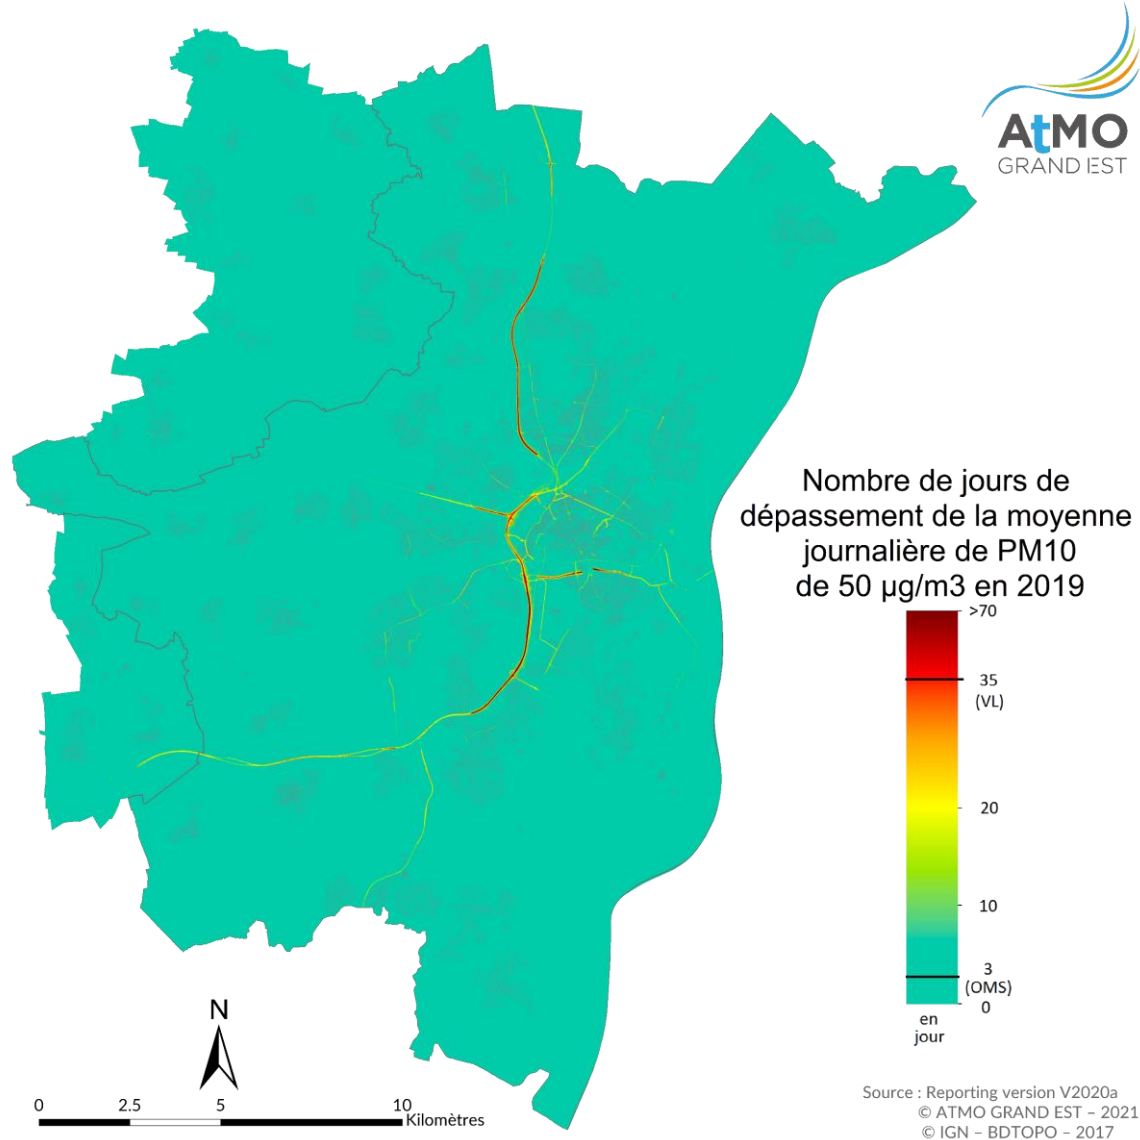 AtMO
GRAND EST
Nombre de jours de
dépassement de la moyenne
journalière de PM10
de 50 µg/m3 en 2019
>70
35
(VL)
20
10
3
(OMS)
0
en
jour
N
0 2.5 5 10
Kilomètres
Source : Reporting version V2020a
© ATMO GRAND EST – 2021
© IGN – BDTOPO – 2017